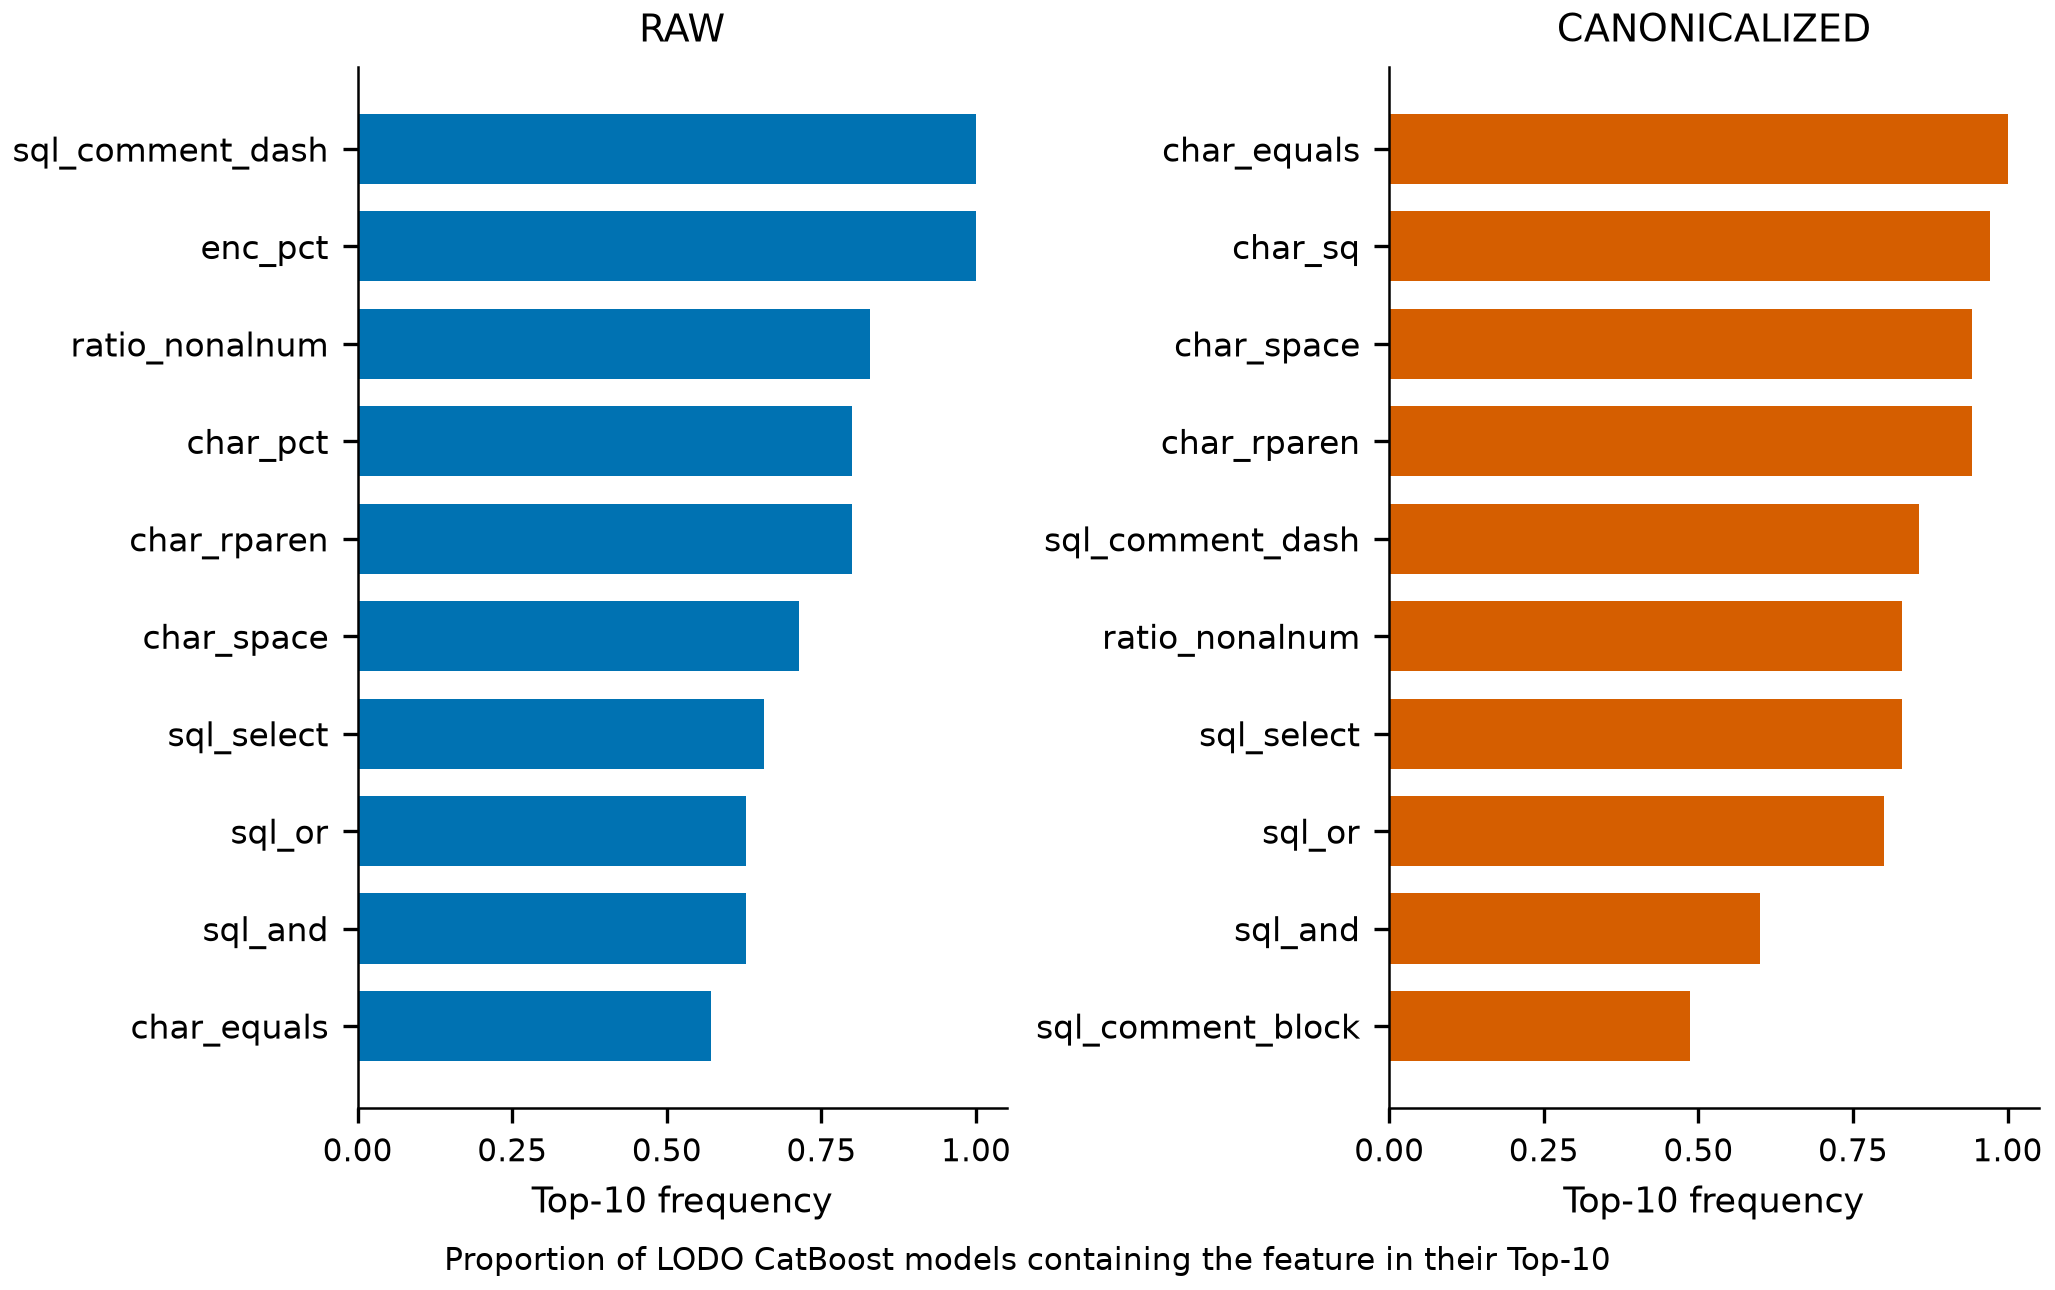 RAW
sql_comment_dash
enc_pct
ratio_nonalnum
char_pct
char_rparen
char_space
sql_select
sql_or
sql_and
char_equals
0.00 0.25 0.50 0.75 1.00
Top-10 frequency
CANONICALIZED
char_equals
char_sq
char_space
char_rparen
sql_comment_dash
ratio_nonalnum
sql_select
sql_or
sql_and
sql_comment_block
0.00 0.25 0.50 0.75 1.00
Top-10 frequency
Proportion of LODO CatBoost models containing the feature in their Top-10